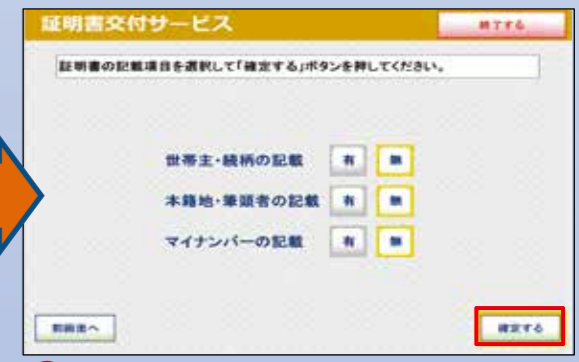 証明書交付サービス
終了する
証明書の記載項目を選択して「確定する」ボタンを押してください。
世帯主・続柄の記載 有 無
本籍地・筆頭者の記載 有 無
マイナンバーの記載 有 無
前画面へ
確定する